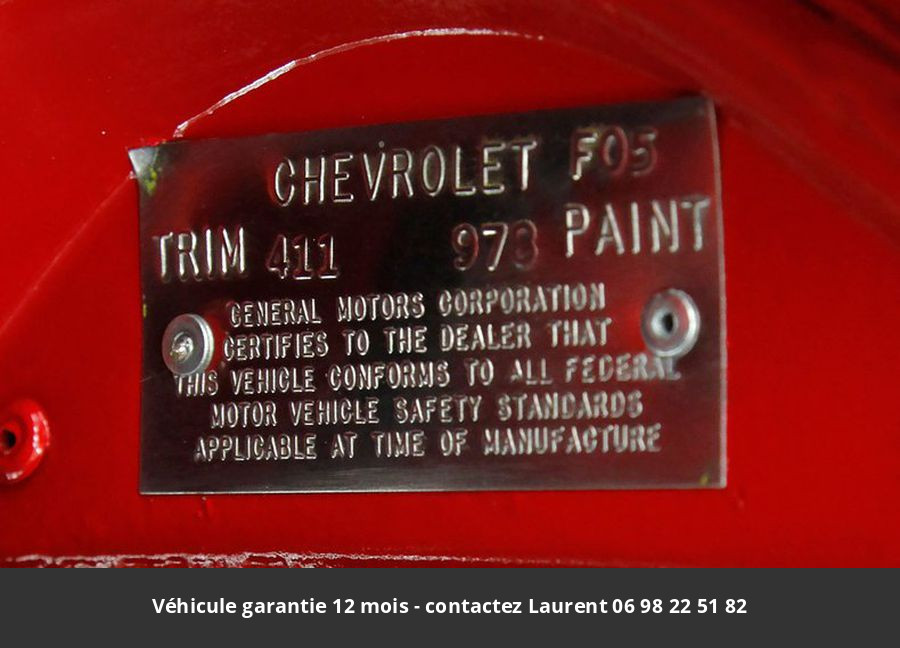 CHEVROLET F05
TRIM 411 973 PAINT
GENERAL MOTORS CORPORATION
CERTIFIES TO THE DEALER THAT
THIS VEHICLE CONFORMS TO ALL FEDERAL
MOTOR VEHICLE SAFETY STANDARDS
APPLICABLE AT TIME OF MANUFACTURE
Véhicule garantie 12 mois - contactez Laurent 06 98 22 51 82